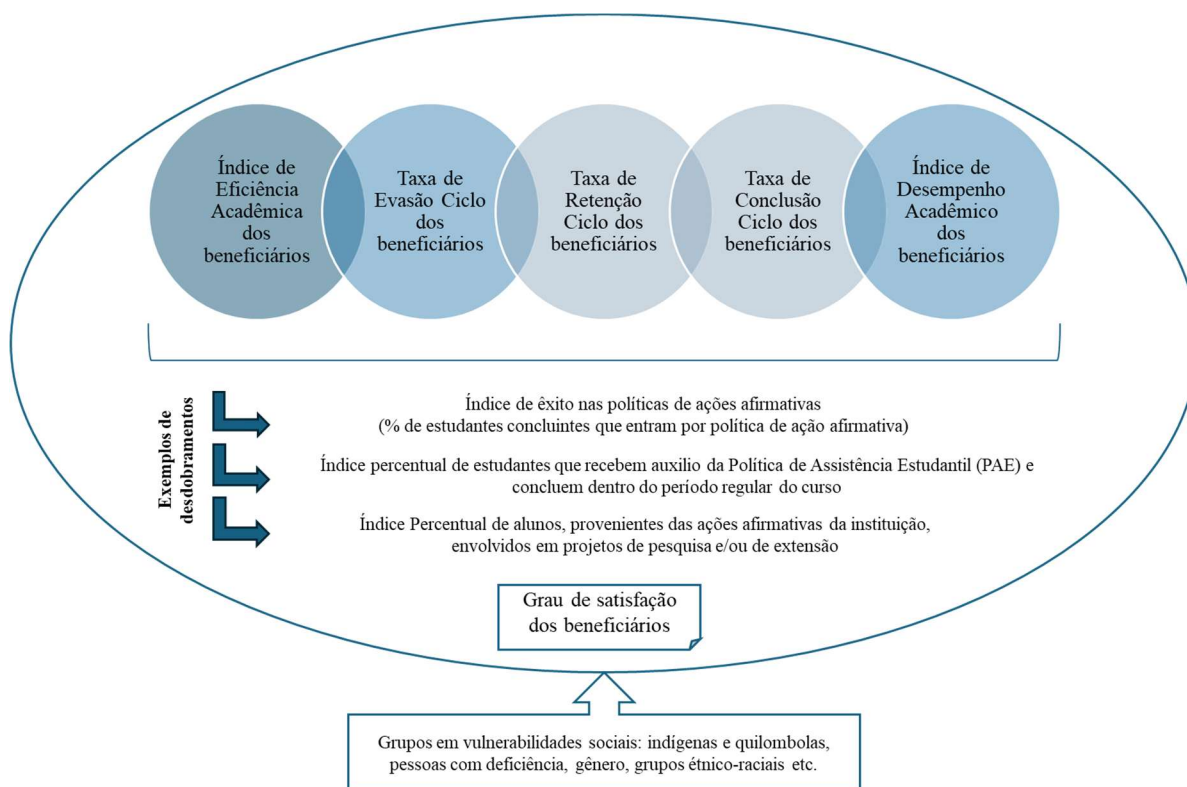 Índice de
Eficiência
Acadêmica
dos
beneficiários
Taxa de
Evasão Ciclo
dos
beneficiários
Taxa de
Retenção
Ciclo dos
beneficiários
Taxa de
Conclusão
Ciclo dos
beneficiários
Índice de
Desempenho
Acadêmico
dos
beneficiários
Exemplos de
desdobramentos
Índice de êxito nas políticas de ações afirmativas
(% de estudantes concluintes que entram por política de ação afirmativa)
Índice percentual de estudantes que recebem auxilio da Política de Assistência Estudantil (PAE) e
concluem dentro do período regular do curso
Índice Percentual de alunos, provenientes das ações afirmativas da instituição,
envolvidos em projetos de pesquisa e/ou de extensão
Grau de satisfação
dos beneficiários
Grupos em vulnerabilidades sociais: indígenas e quilombolas,
pessoas com deficiência, gênero, grupos étnico-raciais etc.